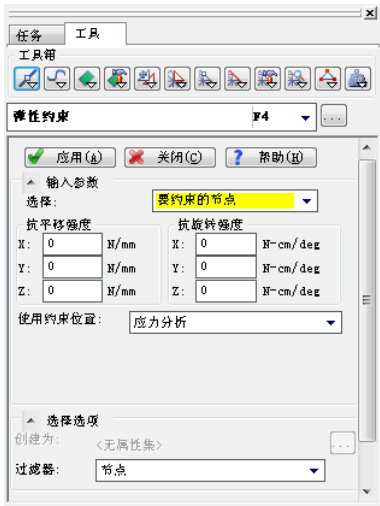 任务 工具
工具箱
弹性约束 F4 ...
应用(A) 关闭(C) ? 帮助(H)
输入参数
选择: 要约束的节点
抗平移强度 抗旋转强度
X: 0 N/mm X: 0 N-cm/deg
Y: 0 N/mm Y: 0 N-cm/deg
Z: 0 N/mm Z: 0 N-cm/deg
使用约束位置: 应力分析
选择选项
创建为: <无属性集> ...
过滤器: 节点